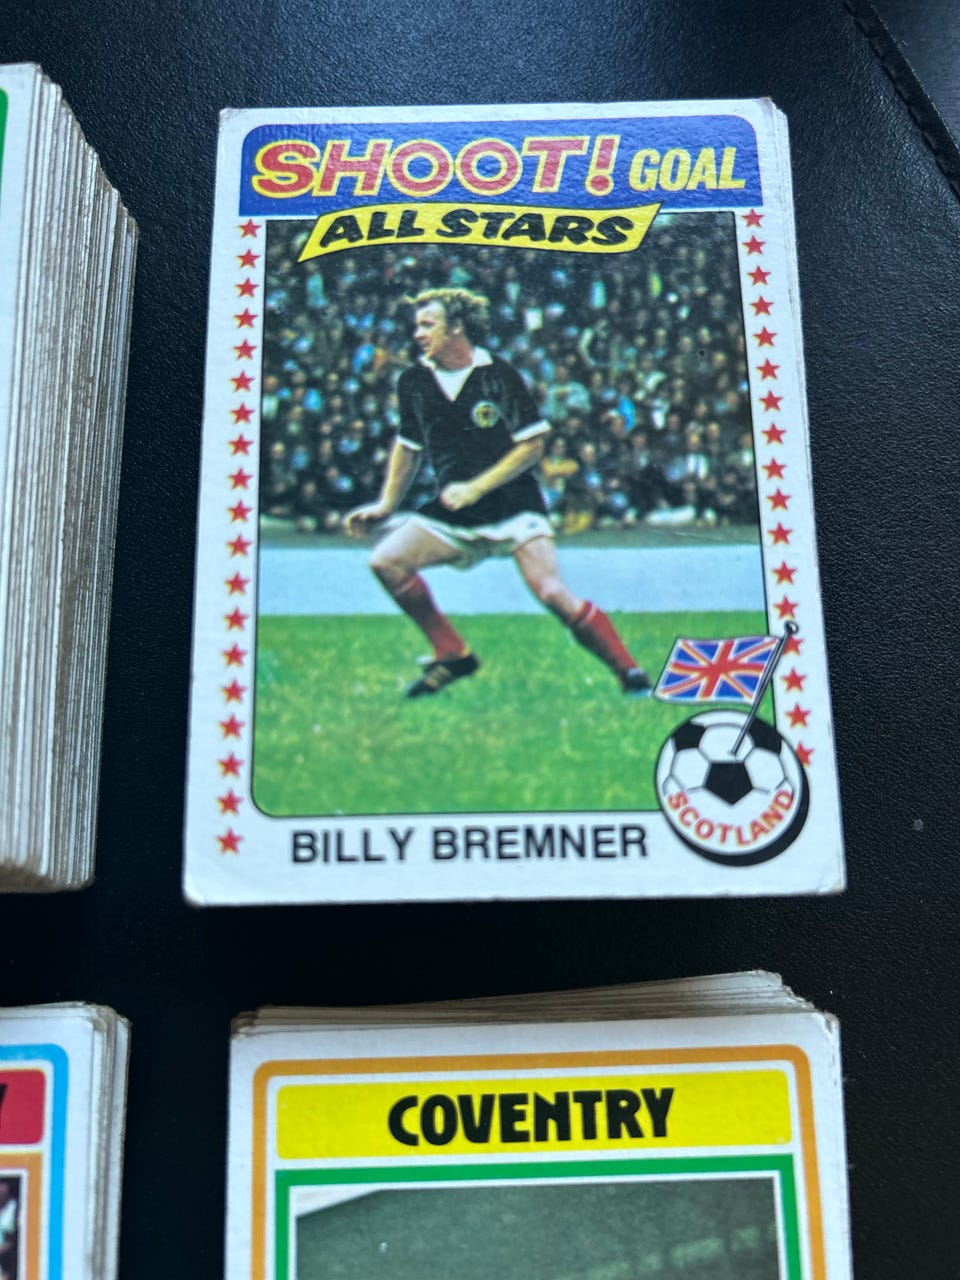 SHOOT! GOAL
ALL STARS
SCOTLAND
BILLY BREMNER
COVENTRY